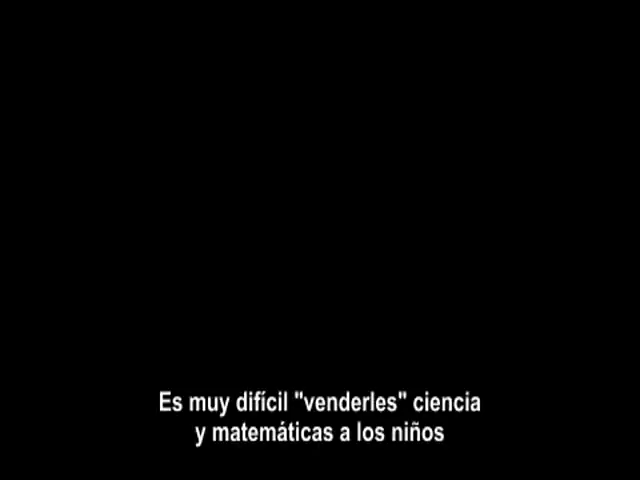 Es muy difícil "venderles" ciencia
y matemáticas a los niños